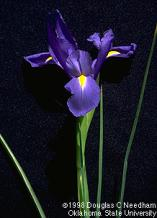 ©1998 Douglas C Needham
Oklahoma State University